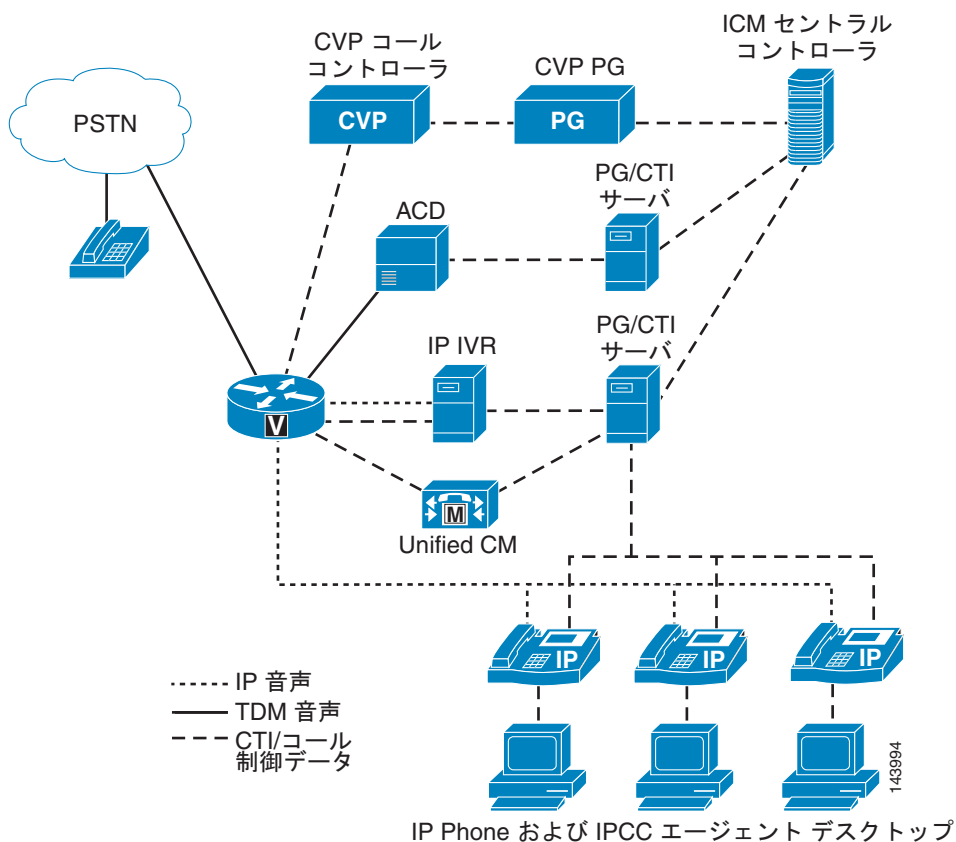 CVP コール
コントローラ
ICM セントラル
コントローラ
CVP PG
PSTN
CVP
PG
PG/CTI
サーバ
ACD
PG/CTI
サーバ
IP IVR
V
M
Unified CM
IP
IP
IP
IP 音声
TDM 音声
CTI/コール
制御データ
143994
IP Phone および IPCC エージェント デスクトップ